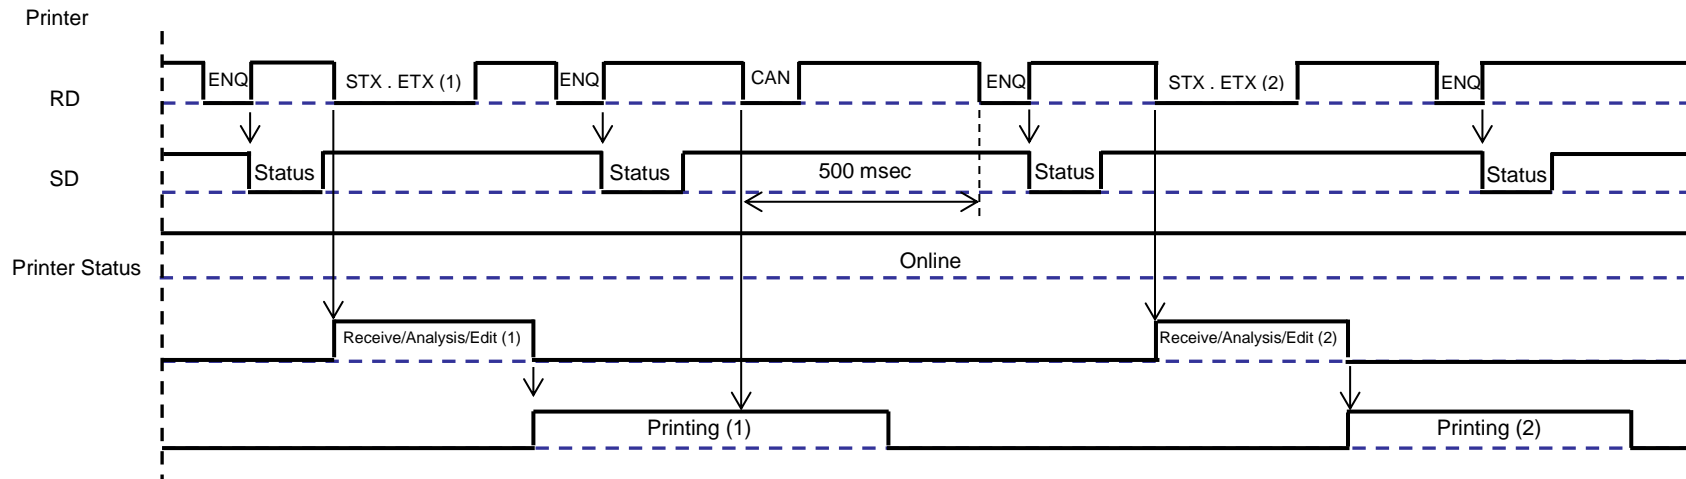 Printer
RD
ENQ
STX . ETX (1)
ENQ
CAN
ENQ
STX . ETX (2)
ENQ
SD
Status
Status
500 msec
Status
Status
Printer Status
Online
Receive/Analysis/Edit (1)
Receive/Analysis/Edit (2)
Printing (1)
Printing (2)